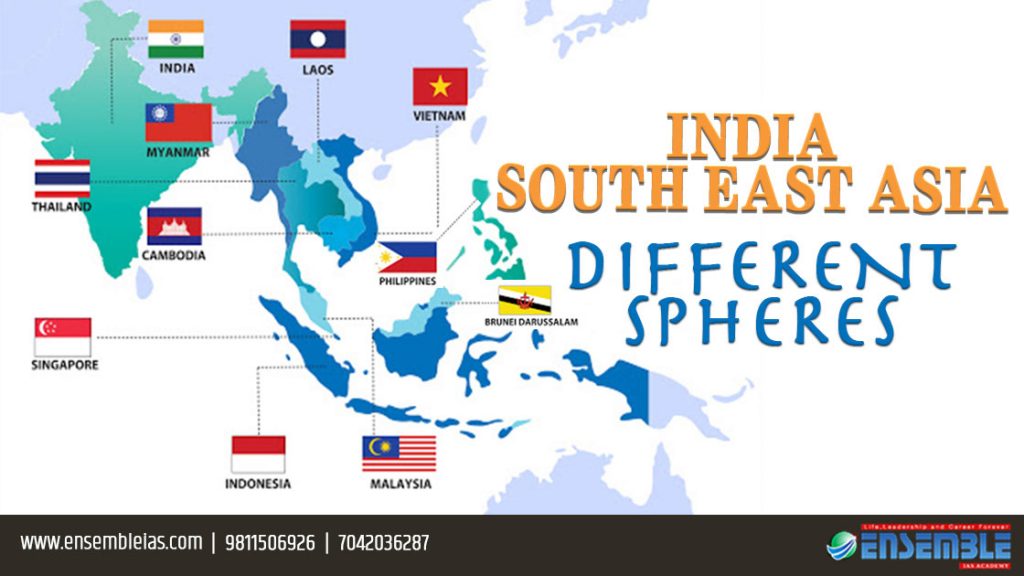 INDIA
LAOS
VIETNAM
MYANMAR
THAILAND
CAMBODIA
PHILIPPINES
BRUNEI DARUSSALAM
SINGAPORE
INDONESIA
MALAYSIA
INDIA
SOUTH EAST ASIA
DIFFERENT
SPHERES
www.ensembleias.com | 9811506926 | 7042036287
Life,Leadership and Career Forever
ENSEMBLE
IAS ACADEMY